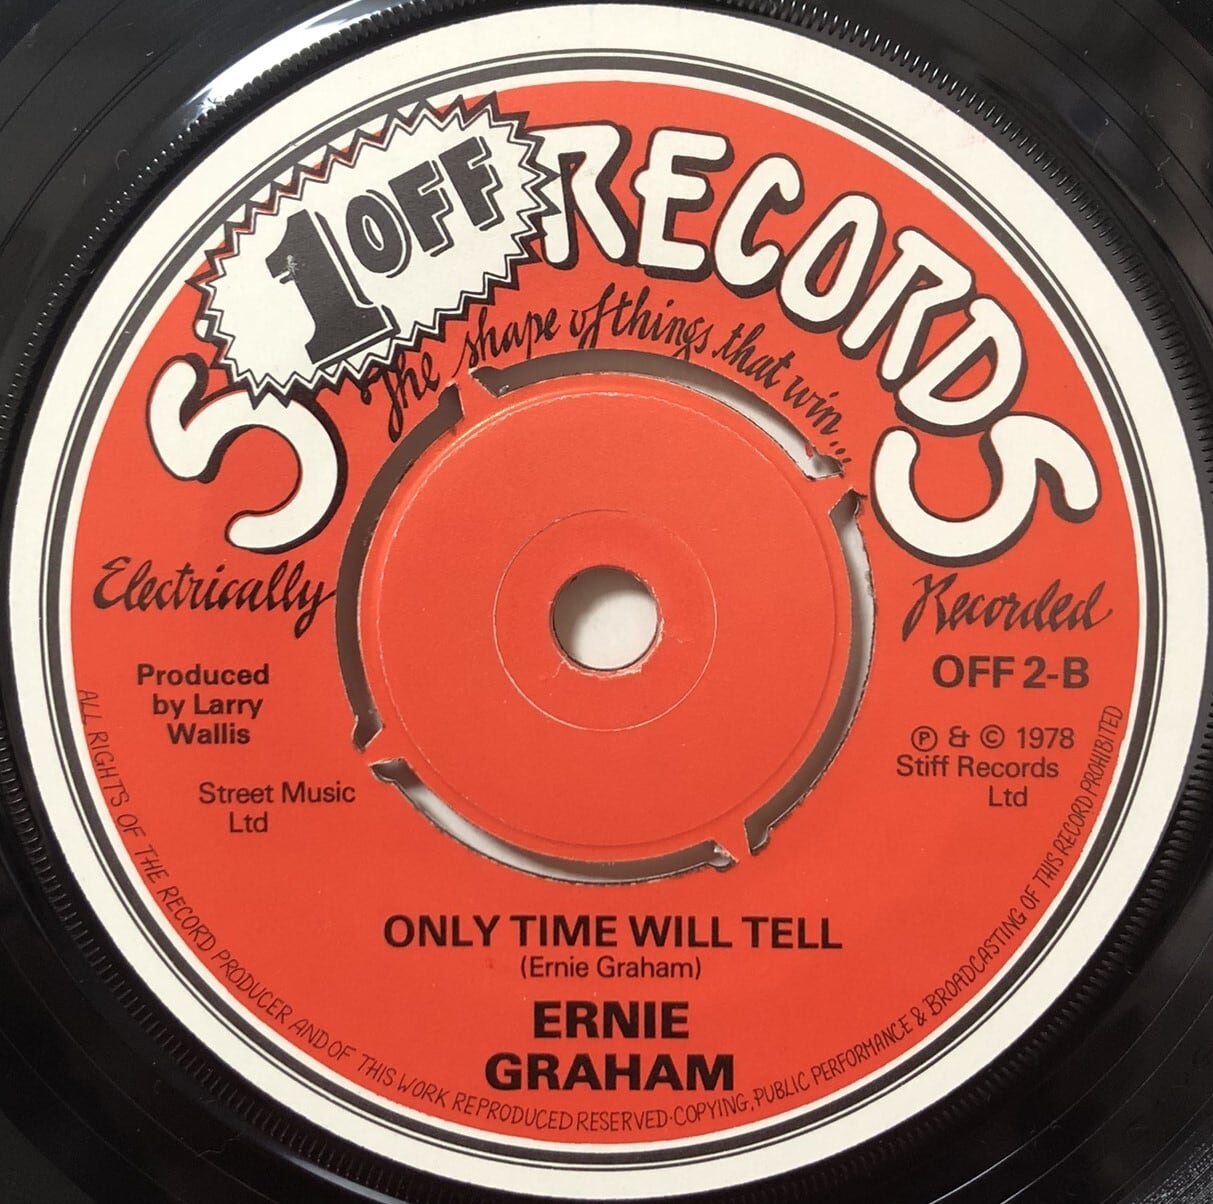 S 1 OFF RECORDS
The shape of things that win...
Electrically
Recorded
Produced
by Larry
Wallis
Street Music
Ltd
OFF 2-B
Ⓟ & © 1978
Stiff Records
Ltd
ONLY TIME WILL TELL
(Ernie Graham)
ERNIE
GRAHAM
ALL RIGHTS OF THE RECORD PRODUCER AND OF THIS WORK REPRODUCED RESERVED·COPYING, PUBLIC PERFORMANCE & BROADCASTING OF THIS RECORD PROHIBITED